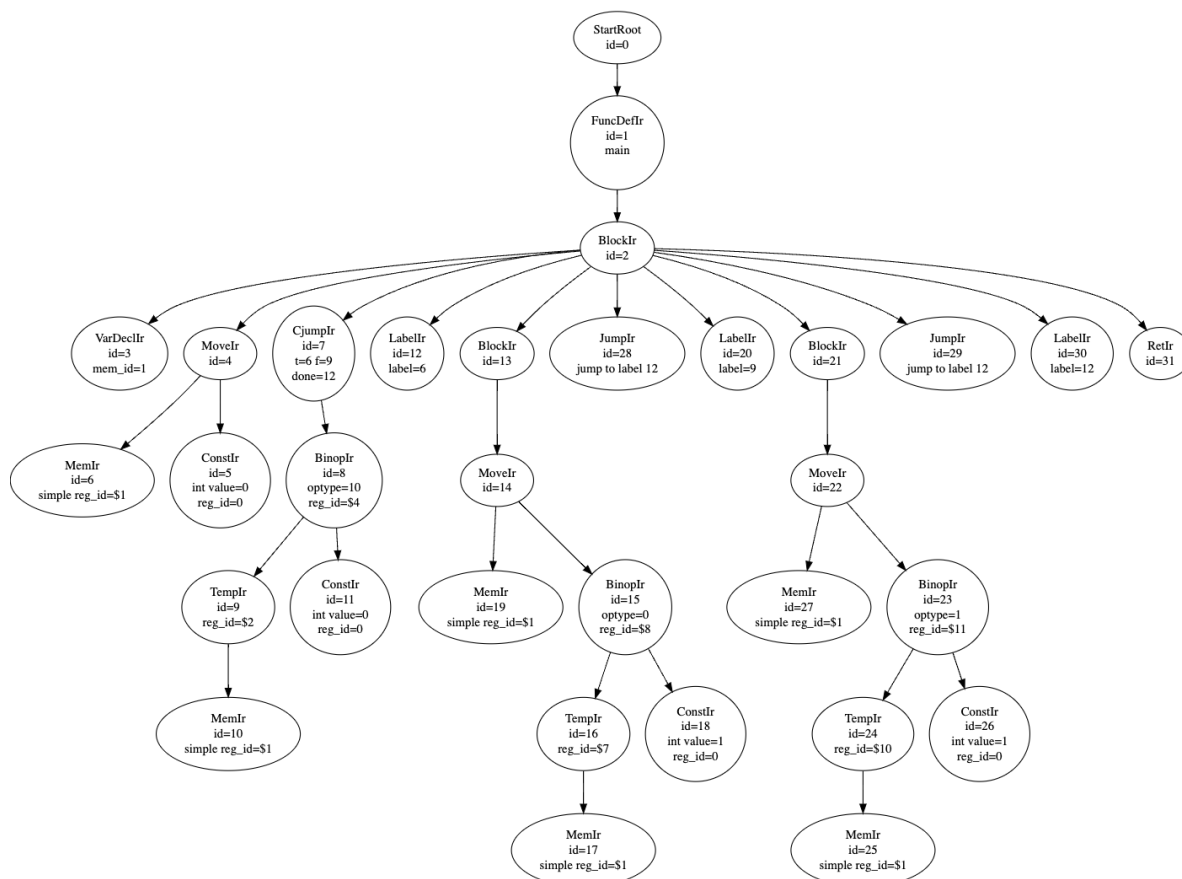 StartRoot
id=0
FuncDefIr
id=1
main
BlockIr
id=2
VarDeclIr
id=3
mem_id=1
MoveIr
id=4
CjumpIr
id=7
t=6 f=9
done=12
LabelIr
id=12
label=6
BlockIr
id=13
JumpIr
id=28
jump to label 12
LabelIr
id=20
label=9
BlockIr
id=21
JumpIr
id=29
jump to label 12
LabelIr
id=30
label=12
RetIr
id=31
MemIr
id=6
simple reg_id=$1
ConstIr
id=5
int value=0
reg_id=0
BinopIr
id=8
optype=10
reg_id=$4
MoveIr
id=14
MoveIr
id=22
TempIr
id=9
reg_id=$2
ConstIr
id=11
int value=0
reg_id=0
MemIr
id=19
simple reg_id=$1
BinopIr
id=15
optype=0
reg_id=$8
MemIr
id=27
simple reg_id=$1
BinopIr
id=23
optype=1
reg_id=$11
MemIr
id=10
simple reg_id=$1
TempIr
id=16
reg_id=$7
ConstIr
id=18
int value=1
reg_id=0
TempIr
id=24
reg_id=$10
ConstIr
id=26
int value=1
reg_id=0
MemIr
id=17
simple reg_id=$1
MemIr
id=25
simple reg_id=$1